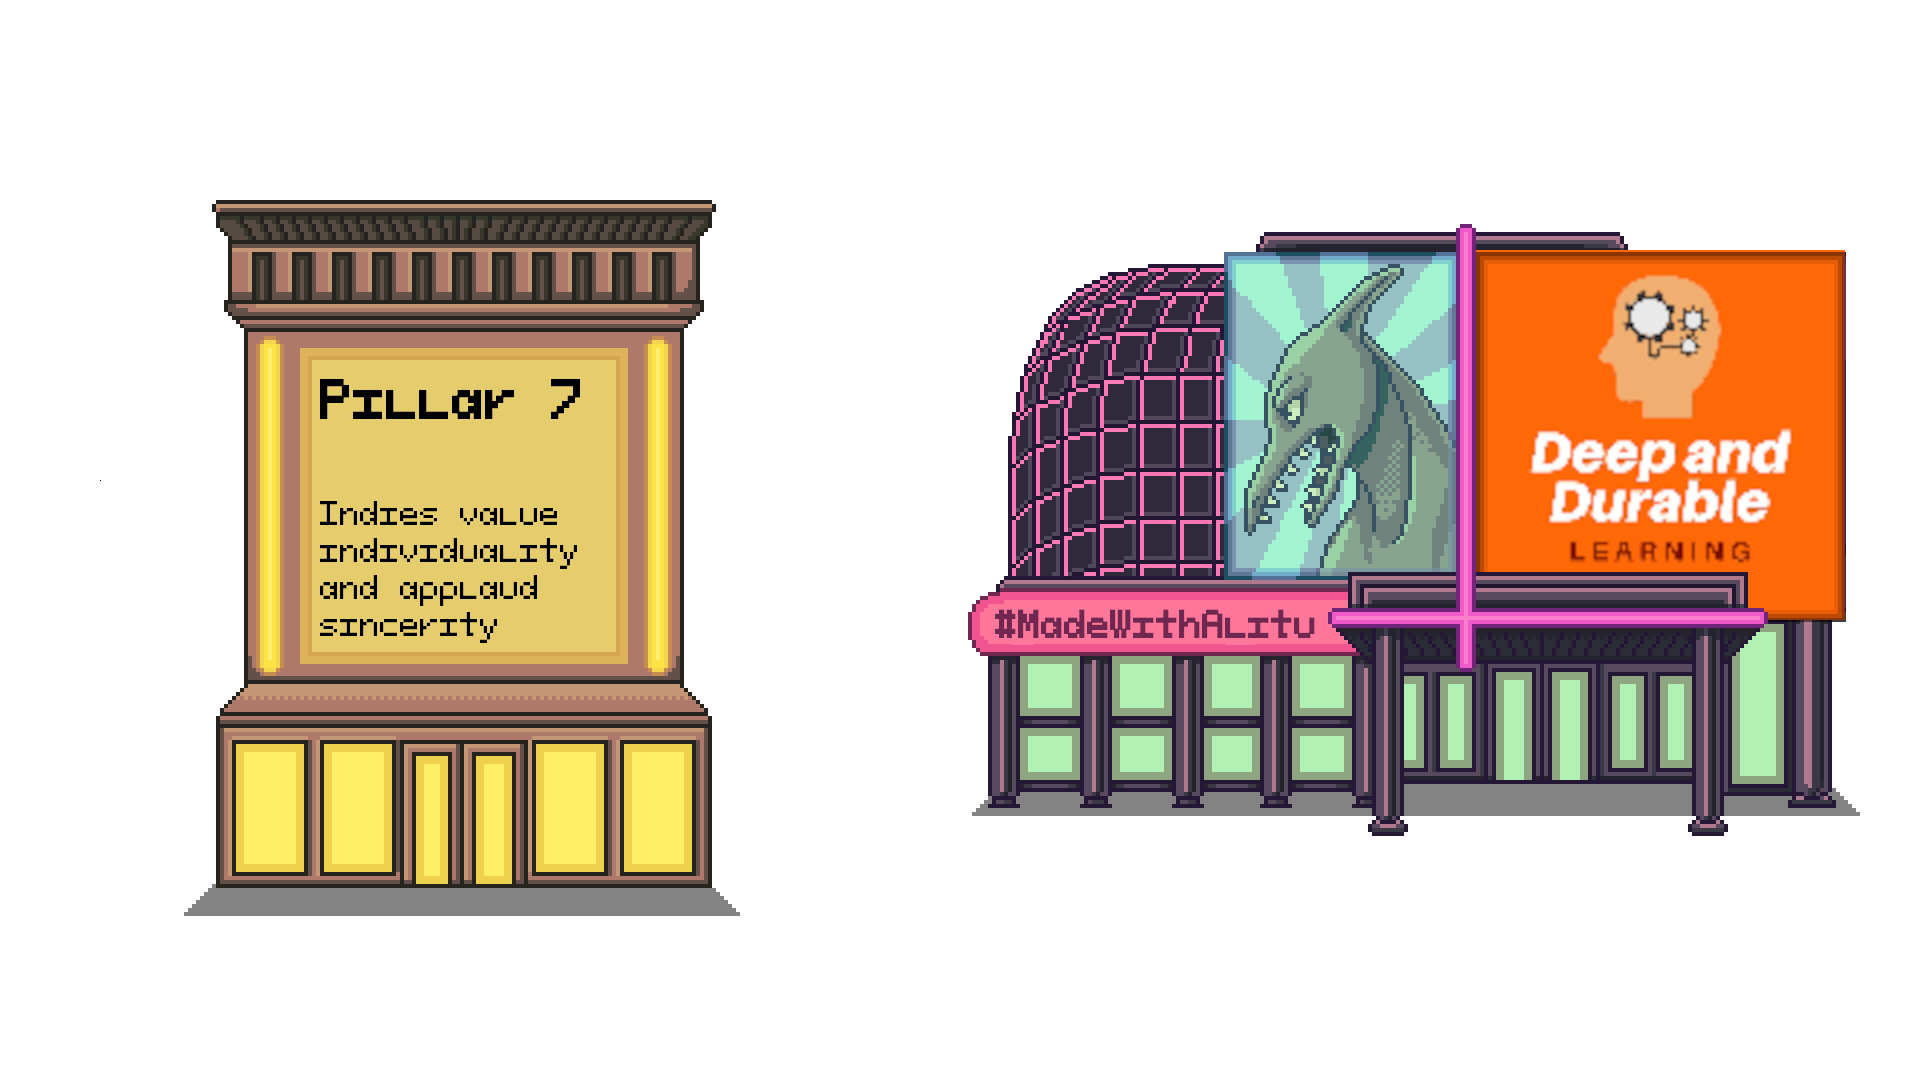 Pillar 7
Indies value
individuality
and applaud
sincerity
#MadeWithAlitu
Deep and
Durable
LEARNING